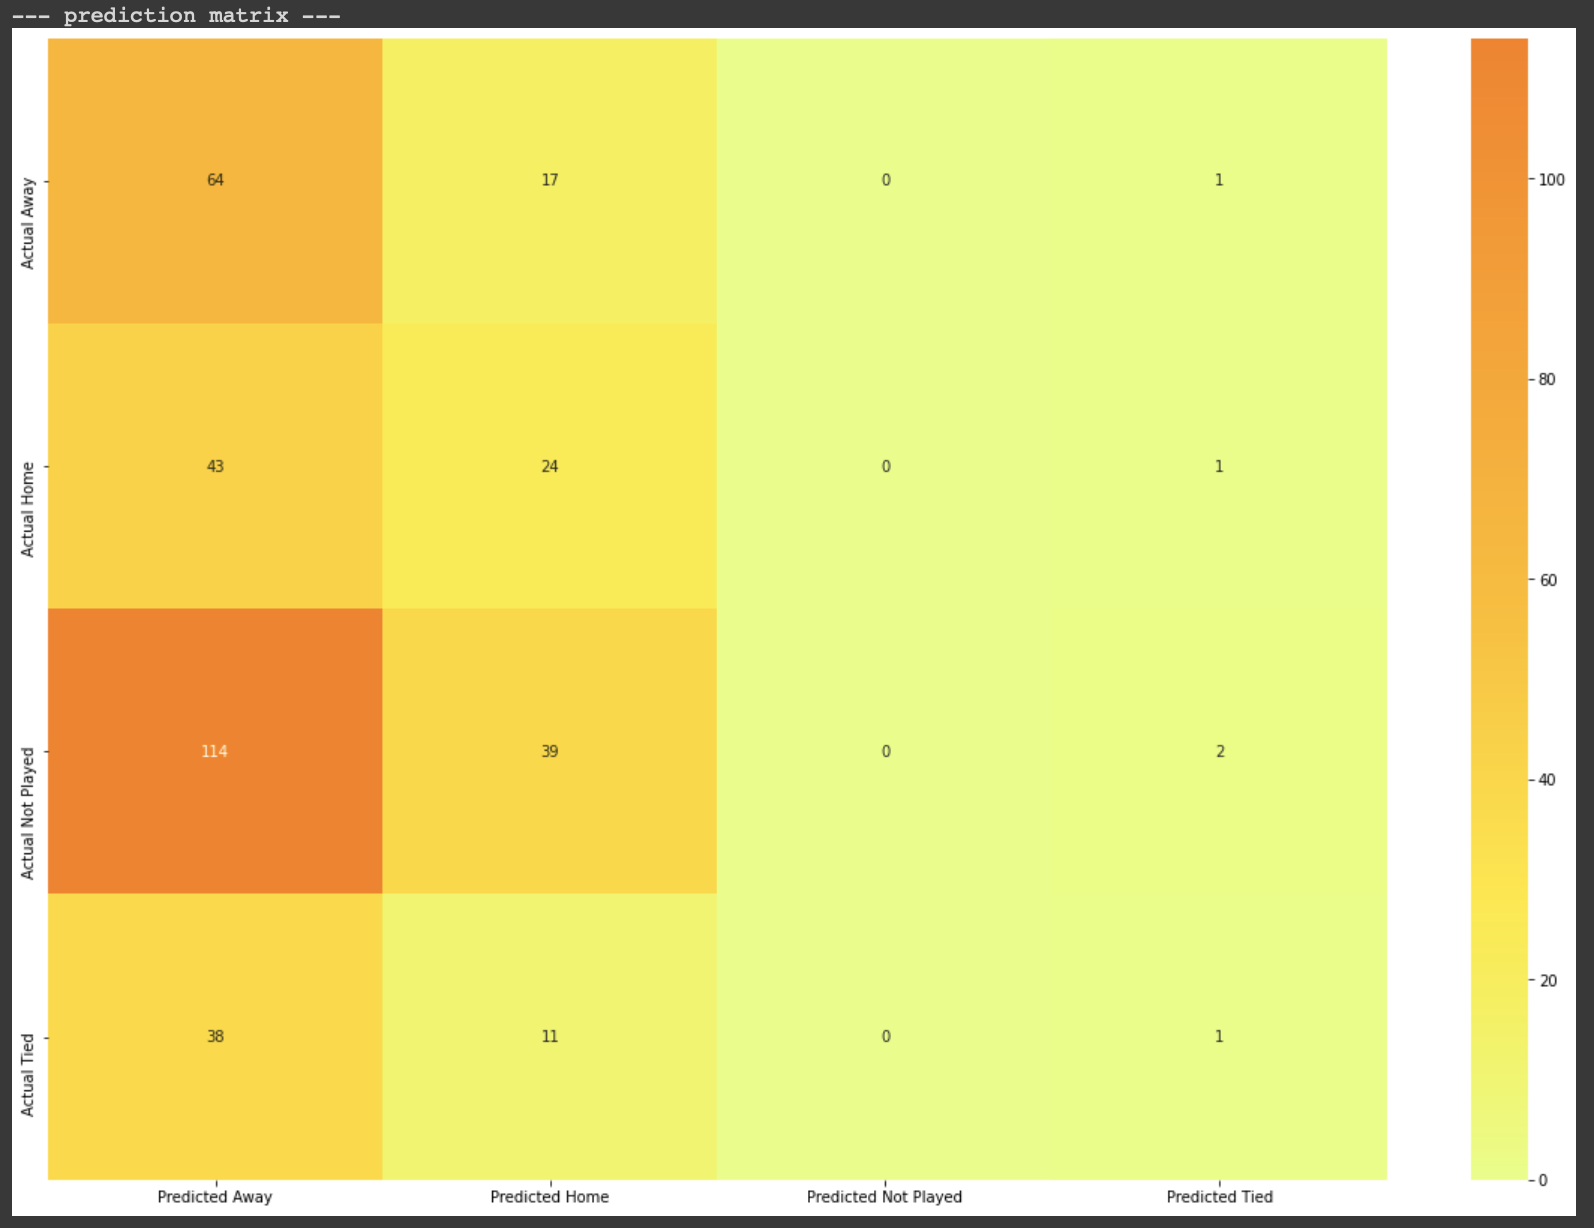 --- prediction matrix ---
Actual Away
64
17
0
1
Actual Home
43
24
0
1
Actual Not Played
114
39
0
2
Actual Tied
38
11
0
1
Predicted Away
Predicted Home
Predicted Not Played
Predicted Tied
100
80
60
40
20
0